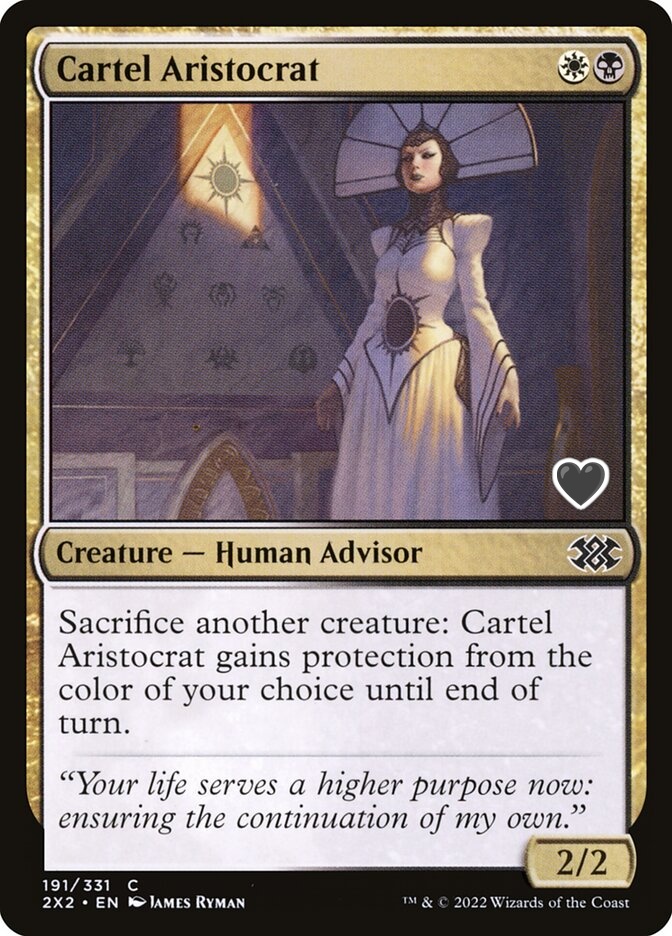 Cartel Aristocrat
Creature — Human Advisor
Sacrifice another creature: Cartel
Aristocrat gains protection from the
color of your choice until end of
turn.
“Your life serves a higher purpose now:
ensuring the continuation of my own.”
2/2
191/331 C
2X2 • EN James Ryman
™ & © 2022 Wizards of the Coast